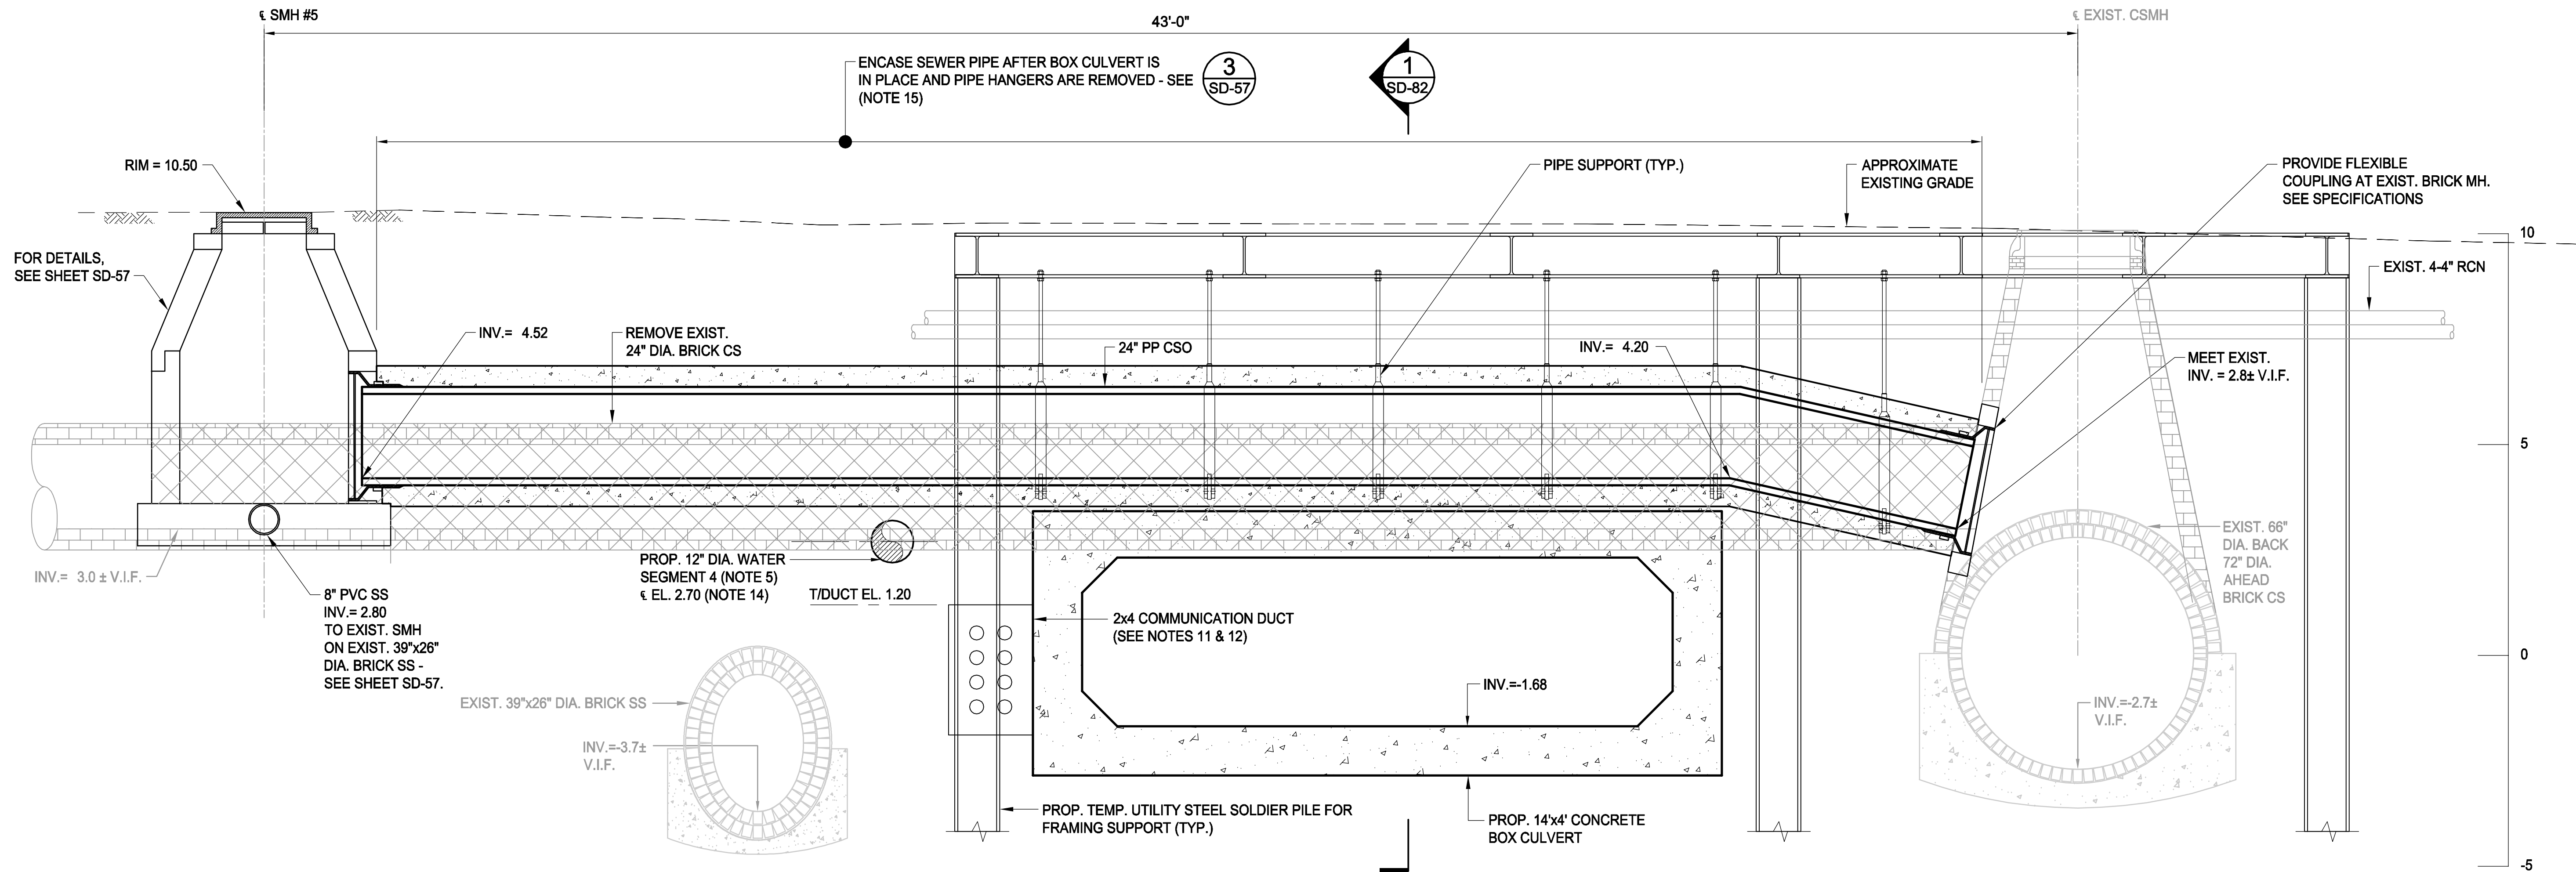 ℄ SMH #5
43'-0"
℄ EXIST. CSMH
ENCASE SEWER PIPE AFTER BOX CULVERT IS
IN PLACE AND PIPE HANGERS ARE REMOVED - SEE
(NOTE 15)
3
SD-57
1
SD-82
RIM = 10.50
PIPE SUPPORT (TYP.)
APPROXIMATE
EXISTING GRADE
PROVIDE FLEXIBLE
COUPLING AT EXIST. BRICK MH.
SEE SPECIFICATIONS
FOR DETAILS,
SEE SHEET SD-57
10
EXIST. 4-4" RCN
INV.= 4.52
REMOVE EXIST.
24" DIA. BRICK CS
24" PP CSO
INV.= 4.20
MEET EXIST.
INV. = 2.8± V.I.F.
5
INV.= 3.0 ± V.I.F.
8" PVC SS
INV.= 2.80
TO EXIST. SMH
ON EXIST. 39"x26"
DIA. BRICK SS -
SEE SHEET SD-57.
PROP. 12" DIA. WATER
SEGMENT 4 (NOTE 5)
℄ EL. 2.70 (NOTE 14)
T/DUCT EL. 1.20
2x4 COMMUNICATION DUCT
(SEE NOTES 11 & 12)
EXIST. 66"
DIA. BACK
72" DIA.
AHEAD
BRICK CS
0
EXIST. 39"x26" DIA. BRICK SS
INV.=-3.7±
V.I.F.
INV.=-1.68
INV.=-2.7±
V.I.F.
PROP. TEMP. UTILITY STEEL SOLDIER PILE FOR
FRAMING SUPPORT (TYP.)
PROP. 14'x4' CONCRETE
BOX CULVERT
-5